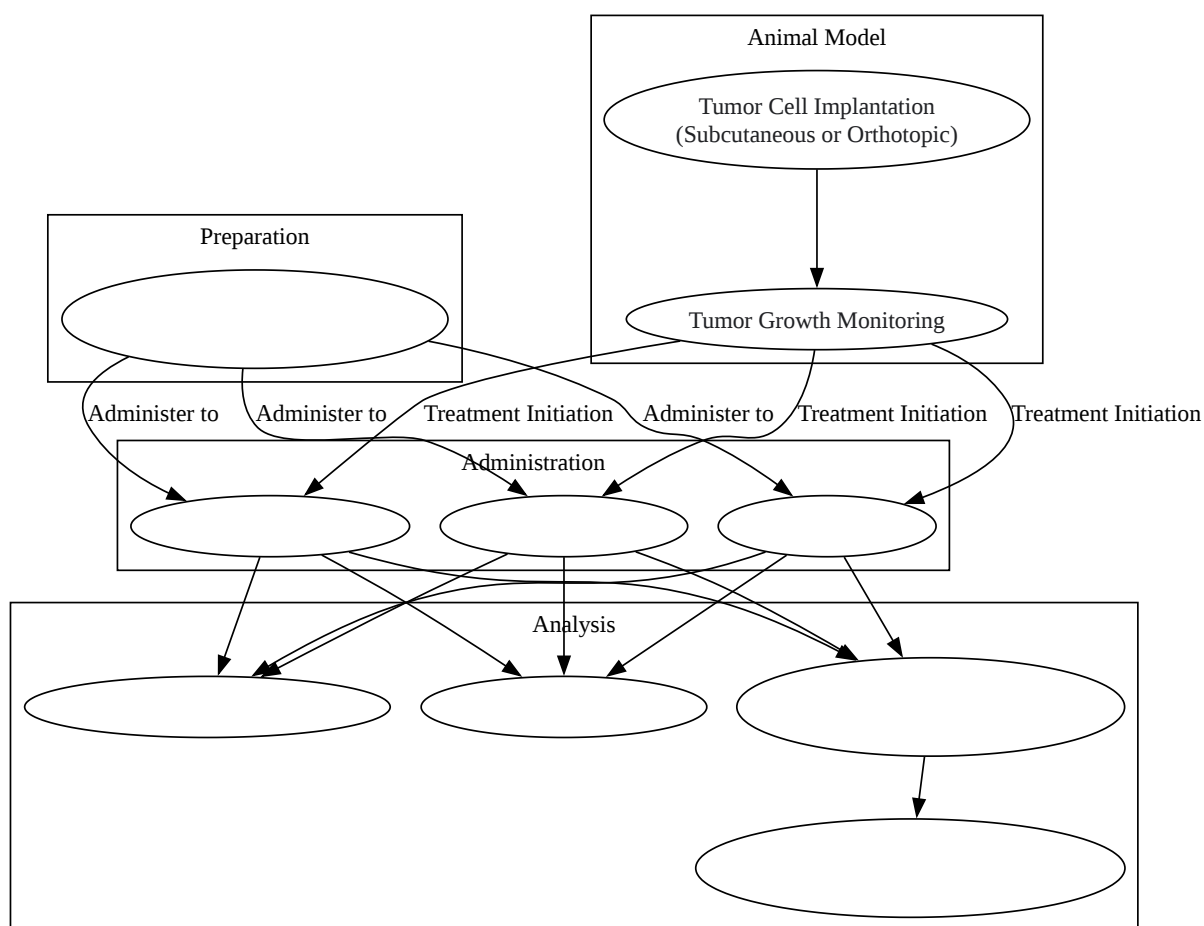 Animal Model
Tumor Cell Implantation
(Subcutaneous or Orthotopic)
Preparation
Tumor Growth Monitoring
Administer to
Administer to
Treatment Initiation
Administer to
Treatment Initiation
Treatment Initiation
Administration
Analysis